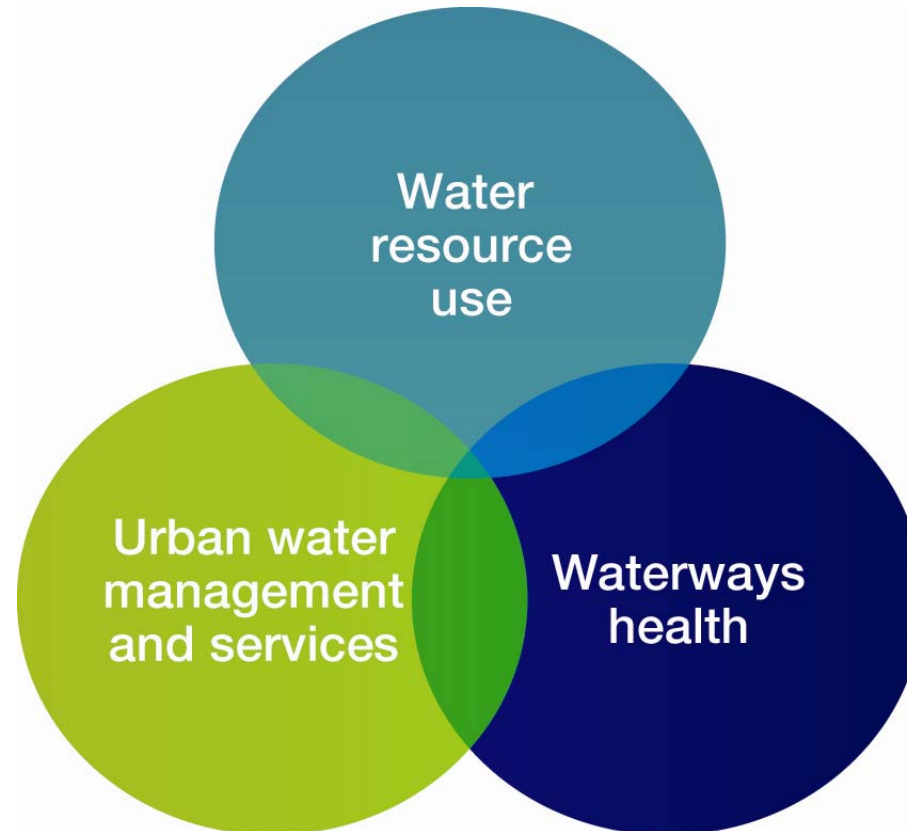 Water
resource
use
Urban water
management
and services
Waterways
health